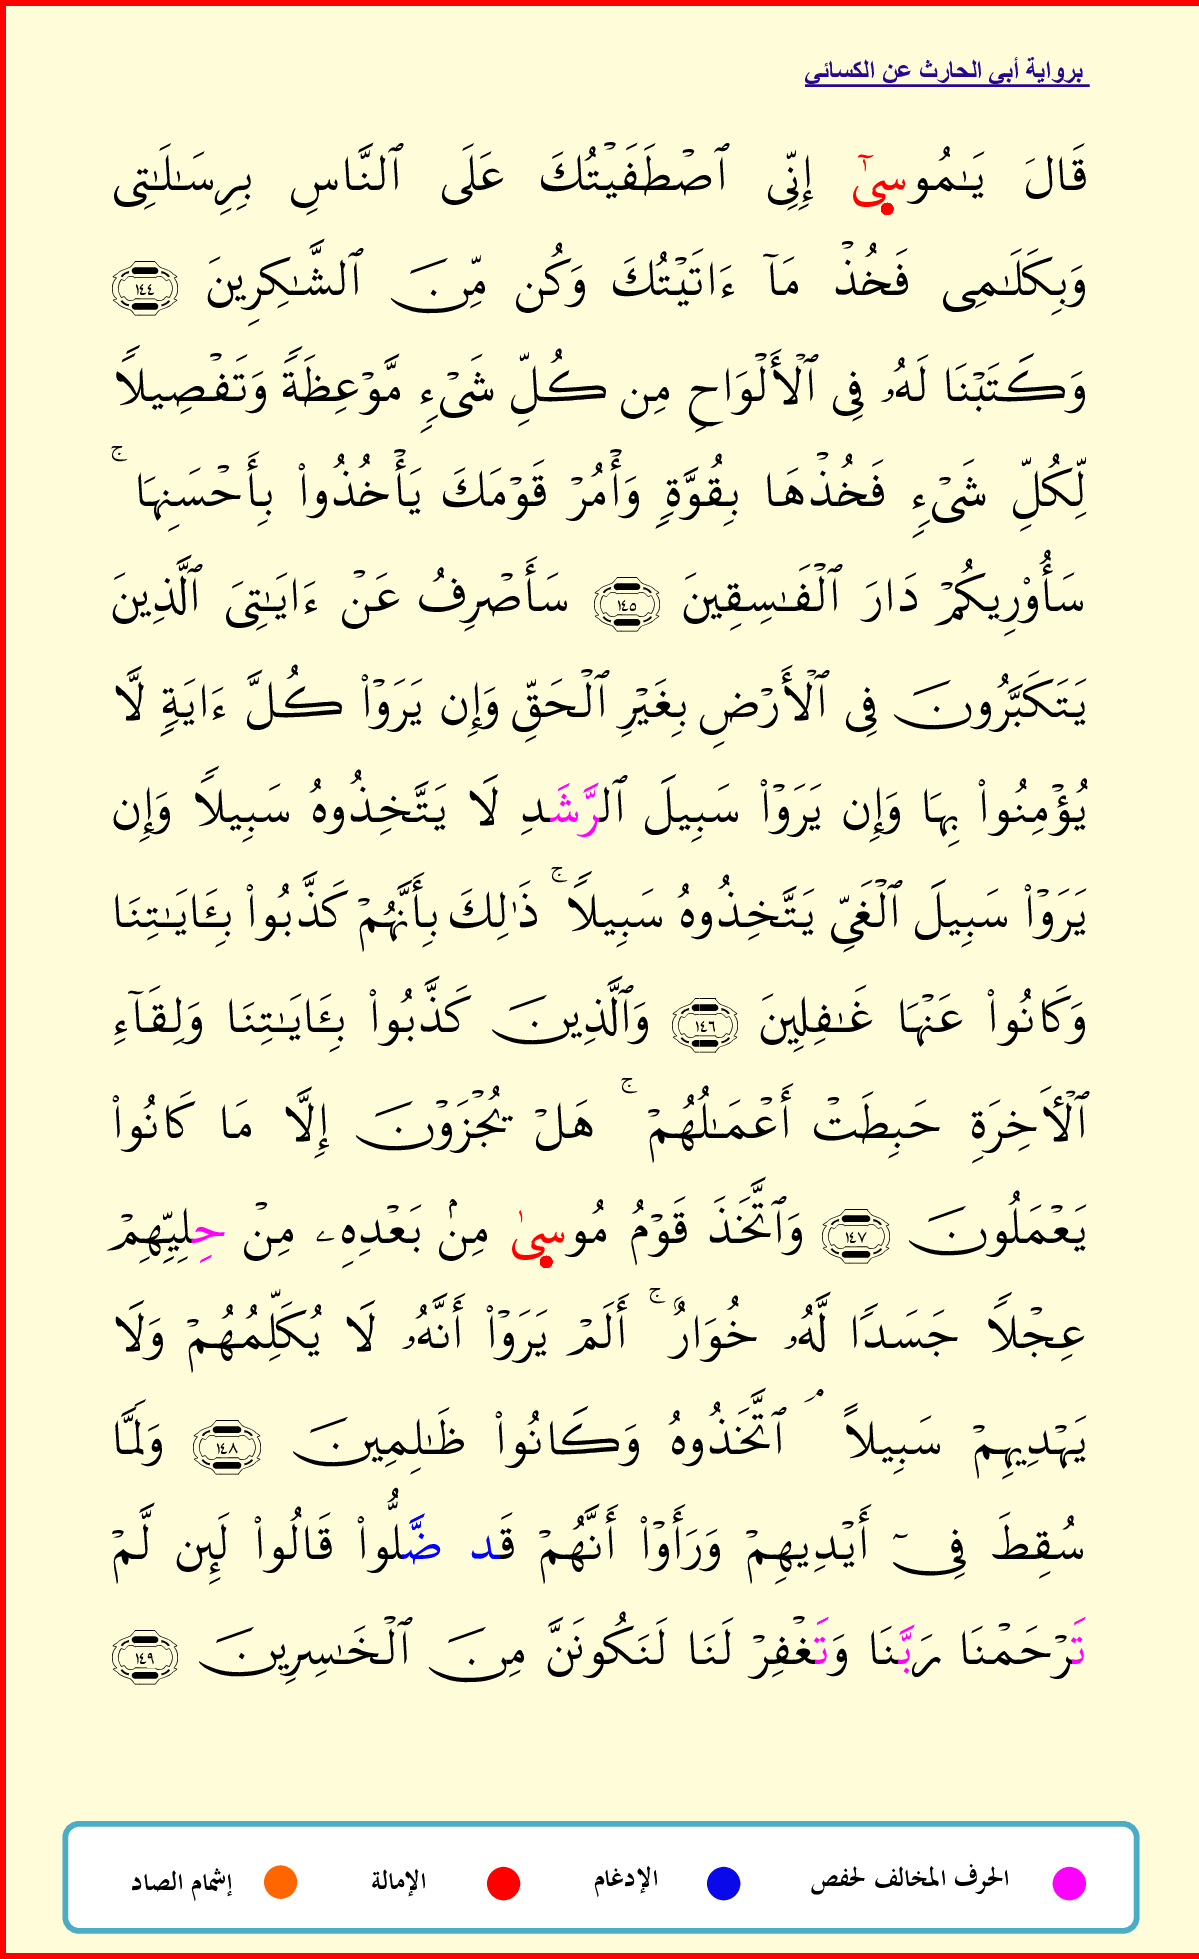 برواية أبي الحارث عن الكسائي
قَالَ يَـٰمُوسىٰٓ إِنِّى ٱصْطَفَيْتُكَ عَلَى ٱلنَّاسِ بِرِسَـٰلَـٰتِى
وَبِكَلَـٰمِى فَخُذْ مَآ ءَاتَيْتُكَ وَكُن مِّنَ ٱلشَّـٰكِرِينَ ١٤٤
وَكَتَبْنَا لَهُۥ فِى ٱلْأَلْوَاحِ مِن كُلِّ شَىْءٍ مَّوْعِظَةً وَتَفْصِيلًا
لِّكُلِّ شَىْءٍ فَخُذْهَا بِقُوَّةٍ وَأْمُرْ قَوْمَكَ يَأْخُذُوا۟ بِأَحْسَنِهَا ۚ
سَأُو۟رِيكُمْ دَارَ ٱلْفَـٰسِقِينَ ١٤٥ سَأَصْرِفُ عَنْ ءَايَـٰتِىَ ٱلَّذِينَ
يَتَكَبَّرُونَ فِى ٱلْأَرْضِ بِغَيْرِ ٱلْحَقِّ وَإِن يَرَوْا۟ كُلَّ ءَايَةٍ لَّا
يُؤْمِنُوا۟ بِهَا وَإِن يَرَوْا۟ سَبِيلَ ٱلرَّشَدِ لَا يَتَّخِذُوهُ سَبِيلًا وَإِن
يَرَوْا۟ سَبِيلَ ٱلْغَىِّ يَتَّخِذُوهُ سَبِيلًا ۚ ذَٰلِكَ بِأَنَّهُمْ كَذَّبُوا۟ بِـَٔايَـٰتِنَا
وَكَانُوا۟ عَنْهَا غَـٰفِلِينَ ١٤٦ وَٱلَّذِينَ كَذَّبُوا۟ بِـَٔايَـٰتِنَا وَلِقَآءِ
ٱلْـَٔاخِرَةِ حَبِطَتْ أَعْمَـٰلُهُمْ ۚ هَلْ يُجْزَوْنَ إِلَّا مَا كَانُوا۟
يَعْمَلُونَ ١٤٧ وَٱتَّخَذَ قَوْمُ مُوسىٰ مِنۢ بَعْدِهِۦ مِنْ حِلِيِّهِمْ
عِجْلًا جَسَدًا لَّهُۥ خُوَارٌ ۚ أَلَمْ يَرَوْا۟ أَنَّهُۥ لَا يُكَلِّمُهُمْ وَلَا
يَهْدِيهِمْ سَبِيلًا ۘ ٱتَّخَذُوهُ وَكَانُوا۟ ظَـٰلِمِينَ ١٤٨ وَلَمَّا
سُقِطَ فِىٓ أَيْدِيهِمْ وَرَأَوْا۟ أَنَّهُمْ قَد ضَّلُّوا۟ قَالُوا۟ لَئِن لَّمْ
تَرْحَمْنَا رَبَّنَا وَتَغْفِرْ لَنَا لَنَكُونَنَّ مِنَ ٱلْخَـٰسِرِينَ ١٤٩
الحرف المخالف لحفص الإدغام الإمالة إشمام الصاد